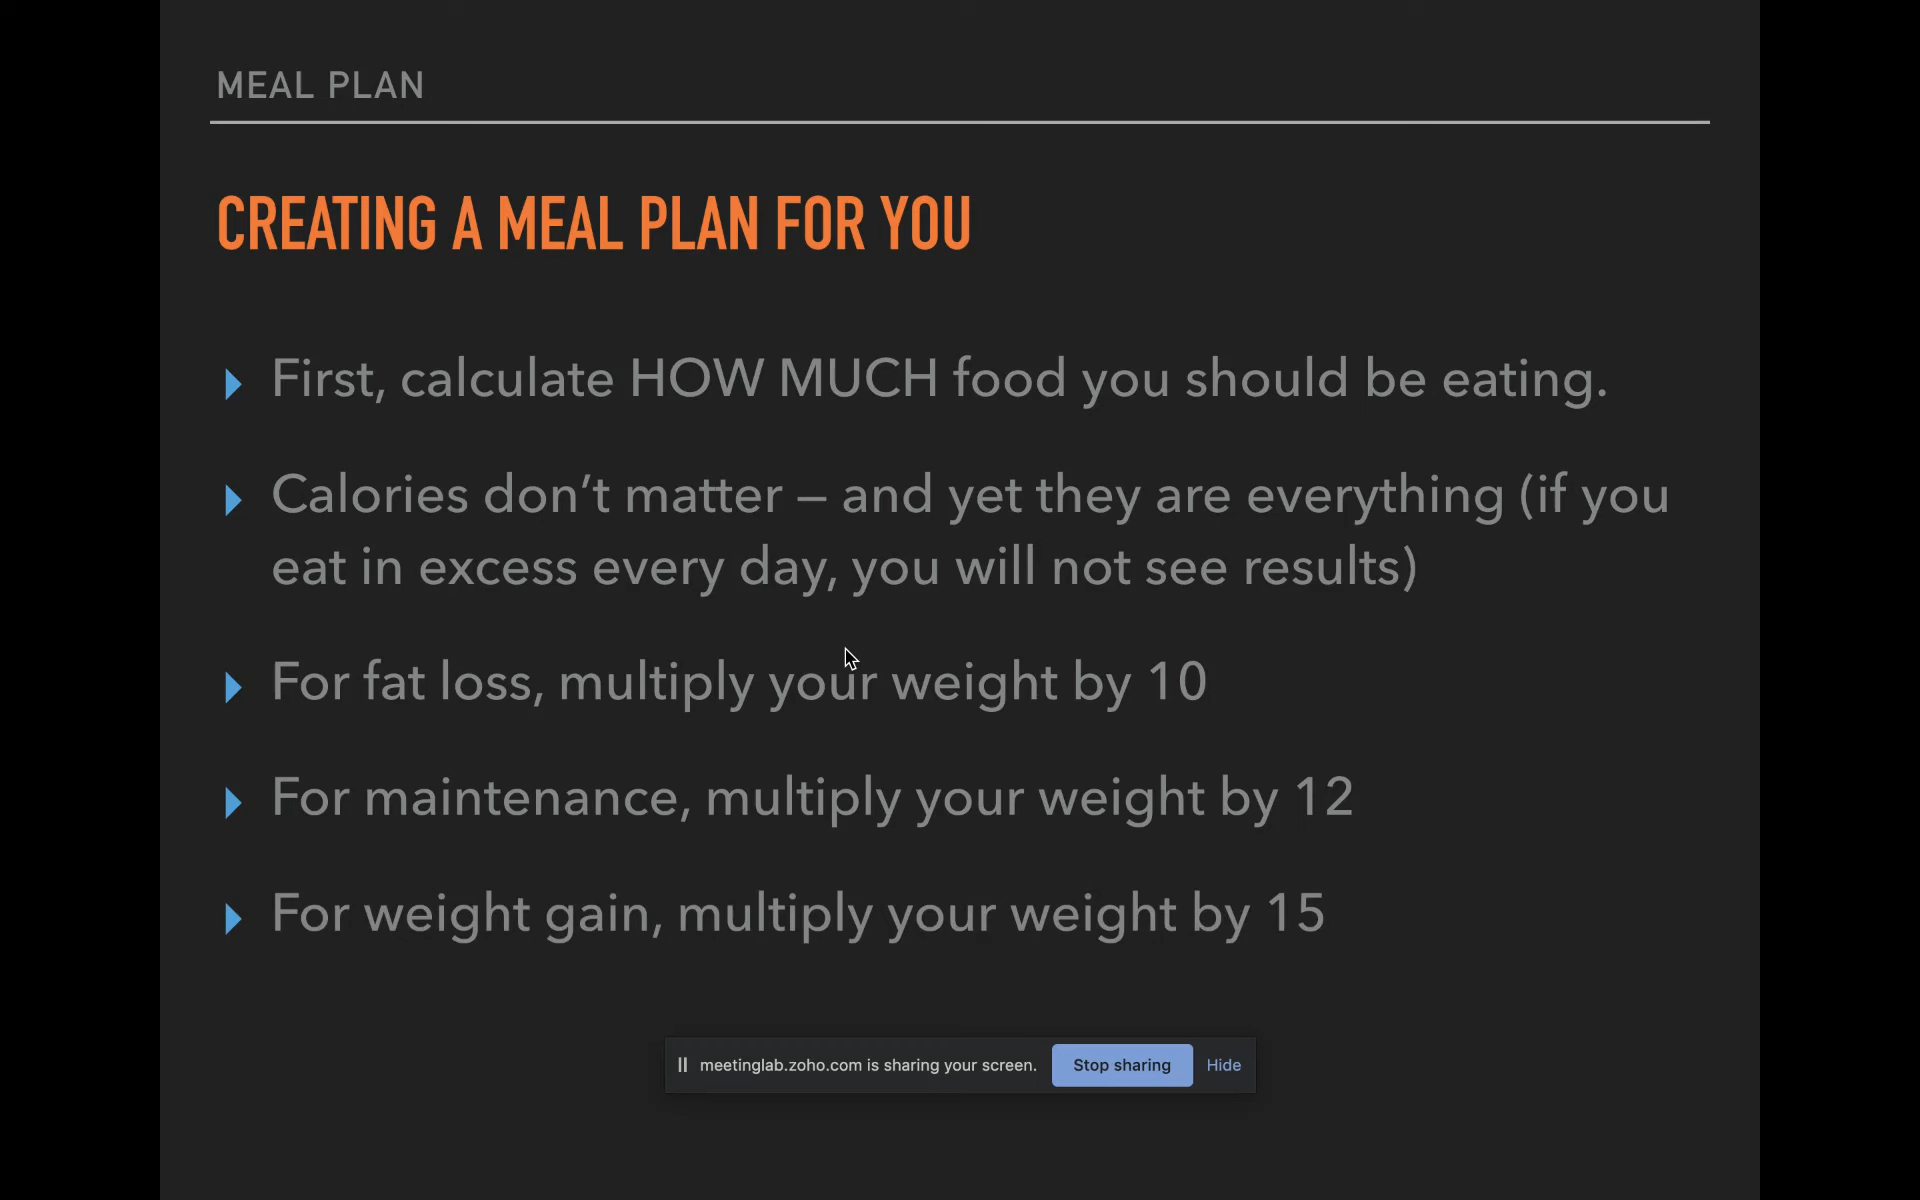 MEAL PLAN
CREATING A MEAL PLAN FOR YOU
First, calculate HOW MUCH food you should be eating.
Calories don’t matter – and yet they are everything (if you
eat in excess every day, you will not see results)
For fat loss, multiply your weight by 10
For maintenance, multiply your weight by 12
For weight gain, multiply your weight by 15
meetinglab.zoho.com is sharing your screen. Stop sharing Hide